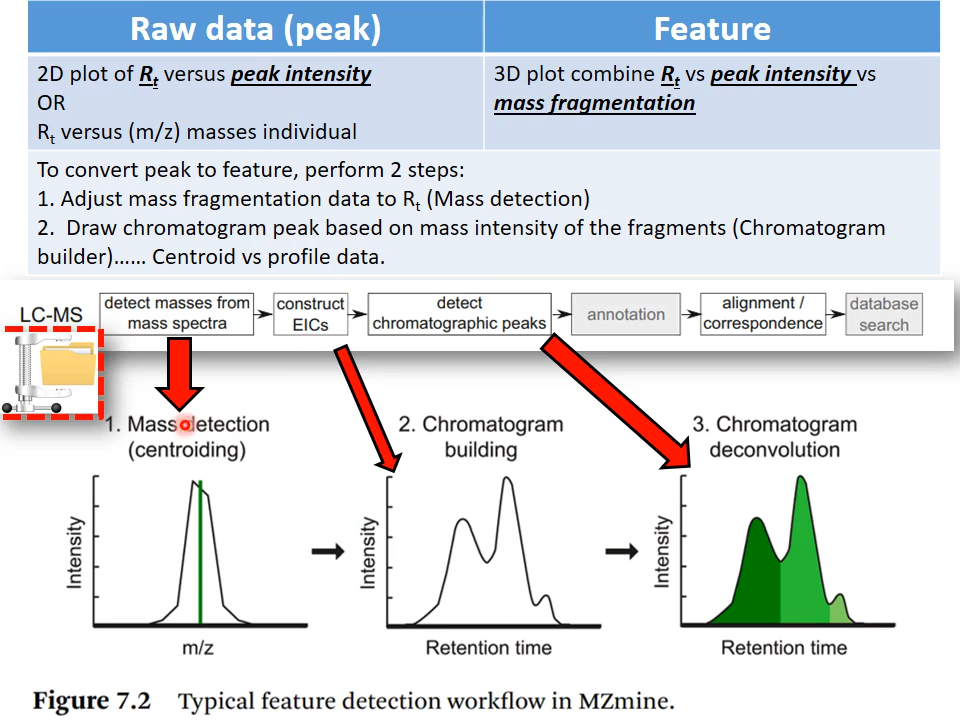 Raw data (peak)
Feature
2D plot of Rt versus peak intensity
OR
Rt versus (m/z) masses individual
3D plot combine Rt vs peak intensity vs
mass fragmentation
To convert peak to feature, perform 2 steps:
1. Adjust mass fragmentation data to Rt (Mass detection)
2. Draw chromatogram peak based on mass intensity of the fragments (Chromatogram
builder)...... Centroid vs profile data.
LC-MS
detect masses from
mass spectra
construct
EICs
detect
chromatographic peaks
annotation
alignment /
correspondence
database
search
1. Mass detection
(centroiding)
2. Chromatogram
building
3. Chromatogram
deconvolution
Intensity
m/z
Intensity
Retention time
Intensity
Retention time
Figure 7.2 Typical feature detection workflow in MZmine.